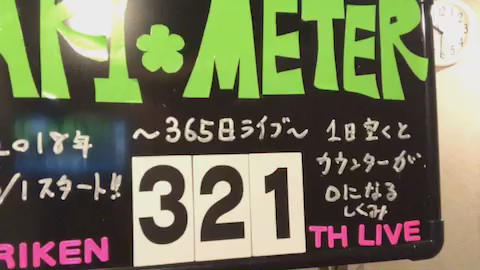 AKI☘METER
2018年
/1スタート!!
～365日ライブ～
1日空くと
カウンターが
0になる
しくみ
321
RIKEN
TH LIVE